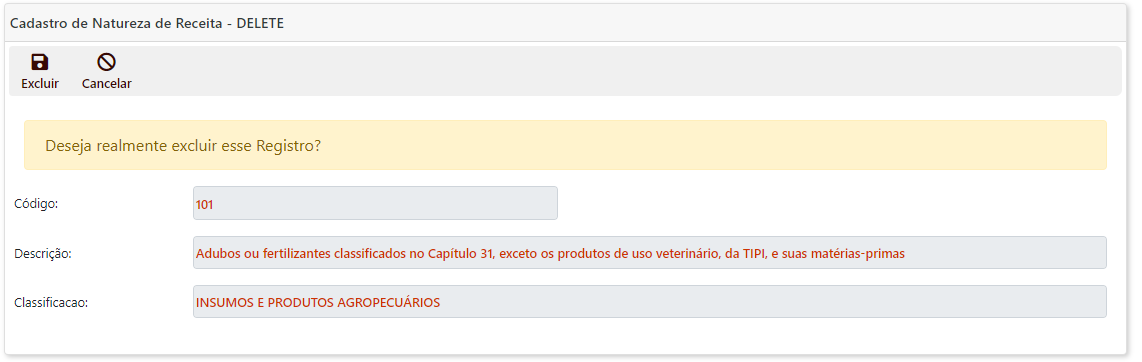 Cadastro de Natureza de Receita - DELETE
Excluir Cancelar
Deseja realmente excluir esse Registro?
Código: 101
Descrição: Adubos ou fertilizantes classificados no Capítulo 31, exceto os produtos de uso veterinário, da TIPI, e suas matérias-primas
Classificacao: INSUMOS E PRODUTOS AGROPECUÁRIOS